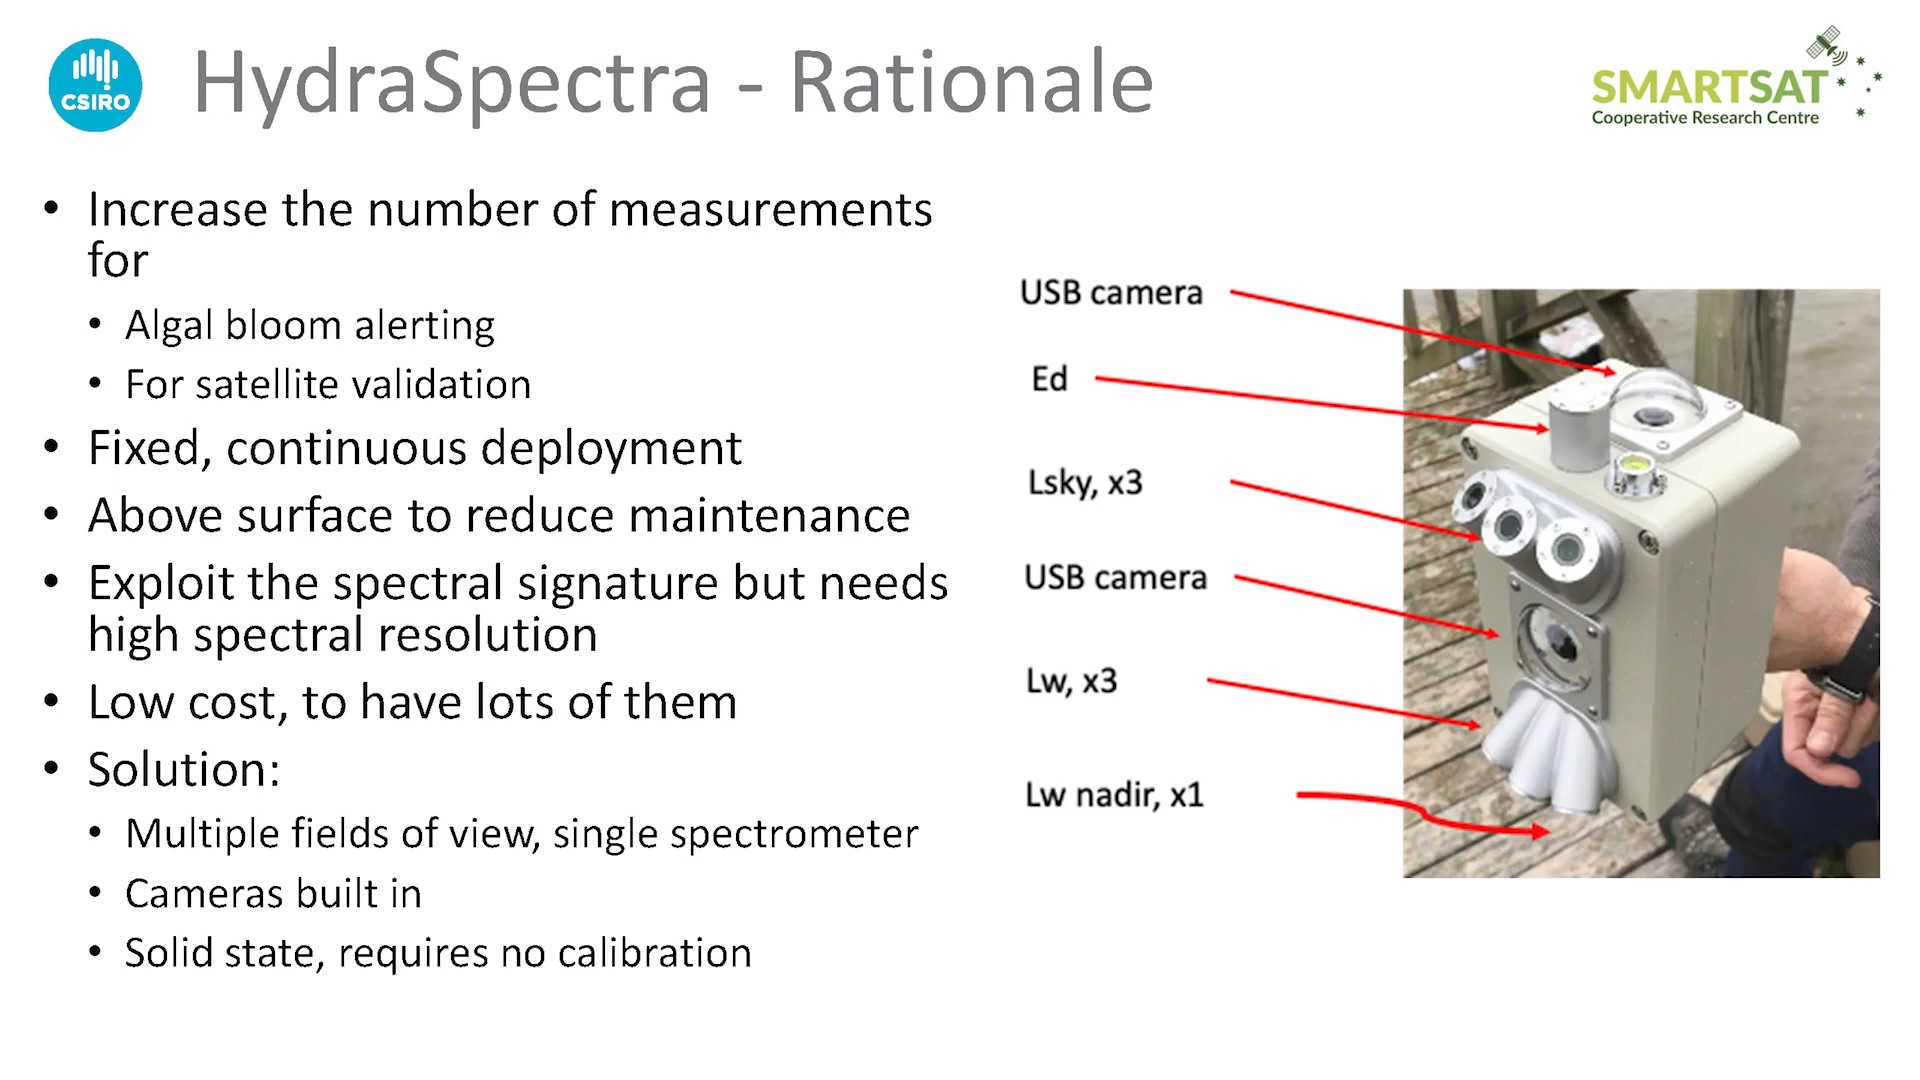 CSIRO
HydraSpectra - Rationale
SMARTSAT
Cooperative Research Centre
• Increase the number of measurements
for
• Algal bloom alerting
• For satellite validation
• Fixed, continuous deployment
• Above surface to reduce maintenance
• Exploit the spectral signature but needs
high spectral resolution
• Low cost, to have lots of them
• Solution:
• Multiple fields of view, single spectrometer
• Cameras built in
• Solid state, requires no calibration
USB camera
Ed
Lsky, x3
USB camera
Lw, x3
Lw nadir, x1